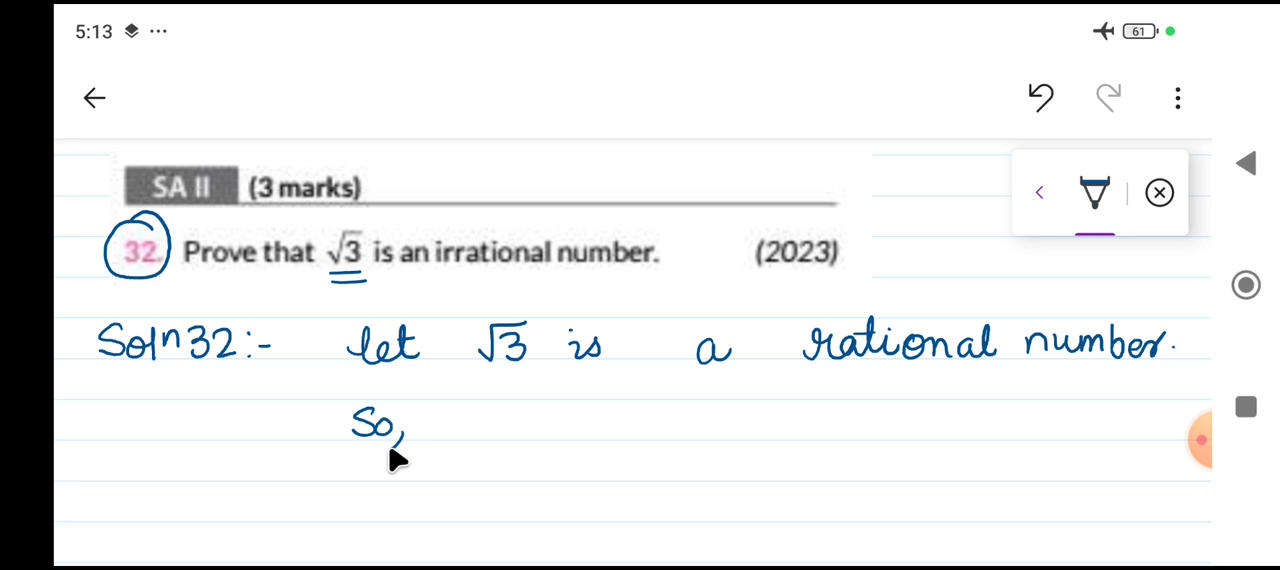 5:13 ...
61
SA II (3 marks)
32. Prove that √3 is an irrational number. (2023)
Soln 32:- let √3 is a rational number.
So,